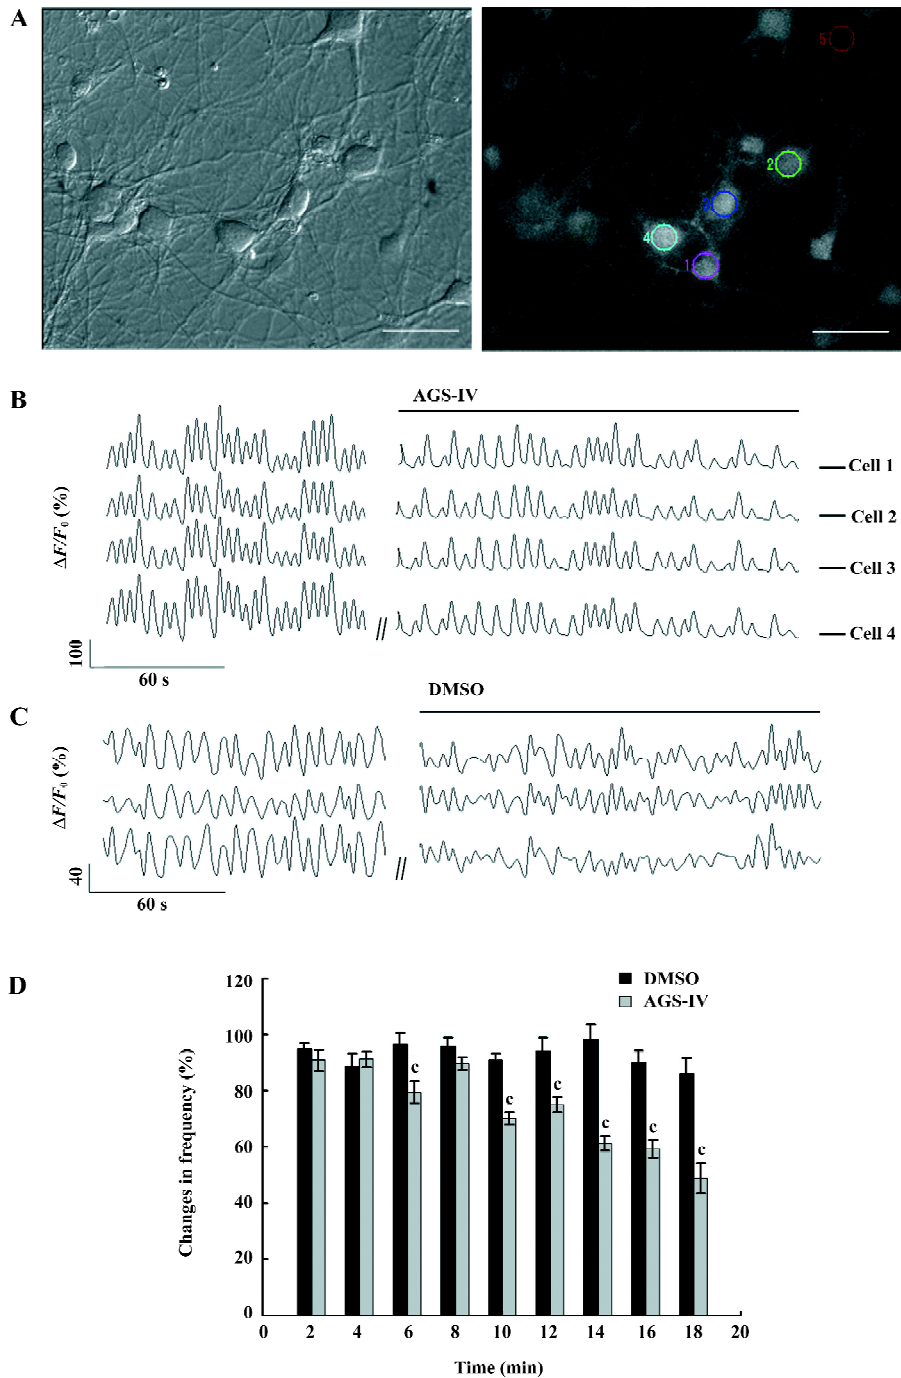 A
5
2
3
4
1
B
AGS-IV
ΔF/F0 (%)
Cell 1
Cell 2
Cell 3
Cell 4
//
100
60 s
C
DMSO
ΔF/F0 (%)
//
40
60 s
D
DMSO
AGS-IV
Changes in frequency (%)
120
100
80
60
40
20
0
c c c c c c
0 2 4 6 8 10 12 14 16 18 20
Time (min)